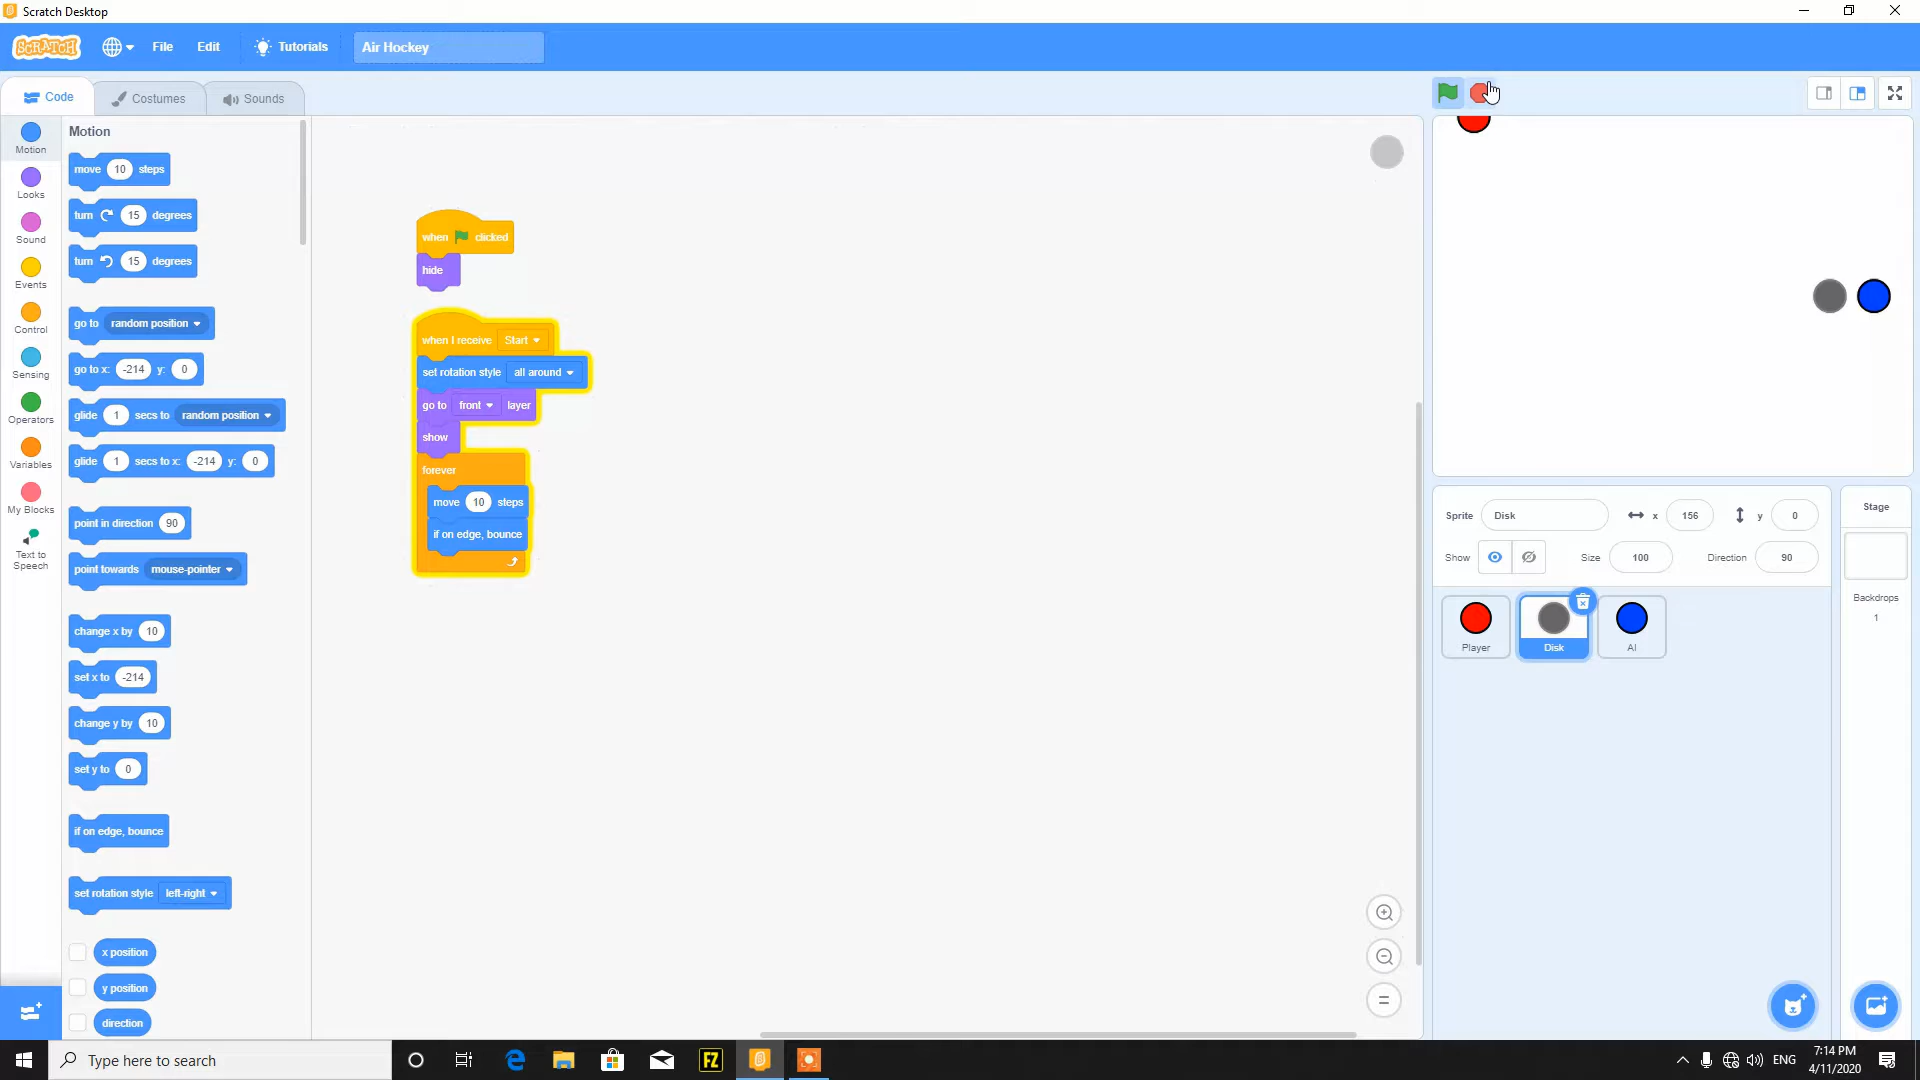 Scratch Desktop
SCRATCH
File
Edit
Tutorials
Air Hockey
Code
Costumes
Sounds
Motion
Looks
Sound
Events
Control
Sensing
Operators
Variables
My Blocks
Text to
Speech
Motion
move 10 steps
turn 15 degrees
turn 15 degrees
go to random position
go to x: -214 y: 0
glide 1 secs to random position
glide 1 secs to x: -214 y: 0
point in direction 90
point towards mouse-pointer
change x by 10
set x to -214
change y by 10
set y to 0
if on edge, bounce
set rotation style left-right
x position
y position
direction
when clicked
hide
when I receive Start
set rotation style all around
go to front layer
show
forever
move 10 steps
if on edge, bounce
Sprite Disk x 156 y 0
Show Size 100 Direction 90
Player
Disk
AI
Stage
Backdrops
1
Type here to search
FZ
ENG
7:14 PM
4/11/2020